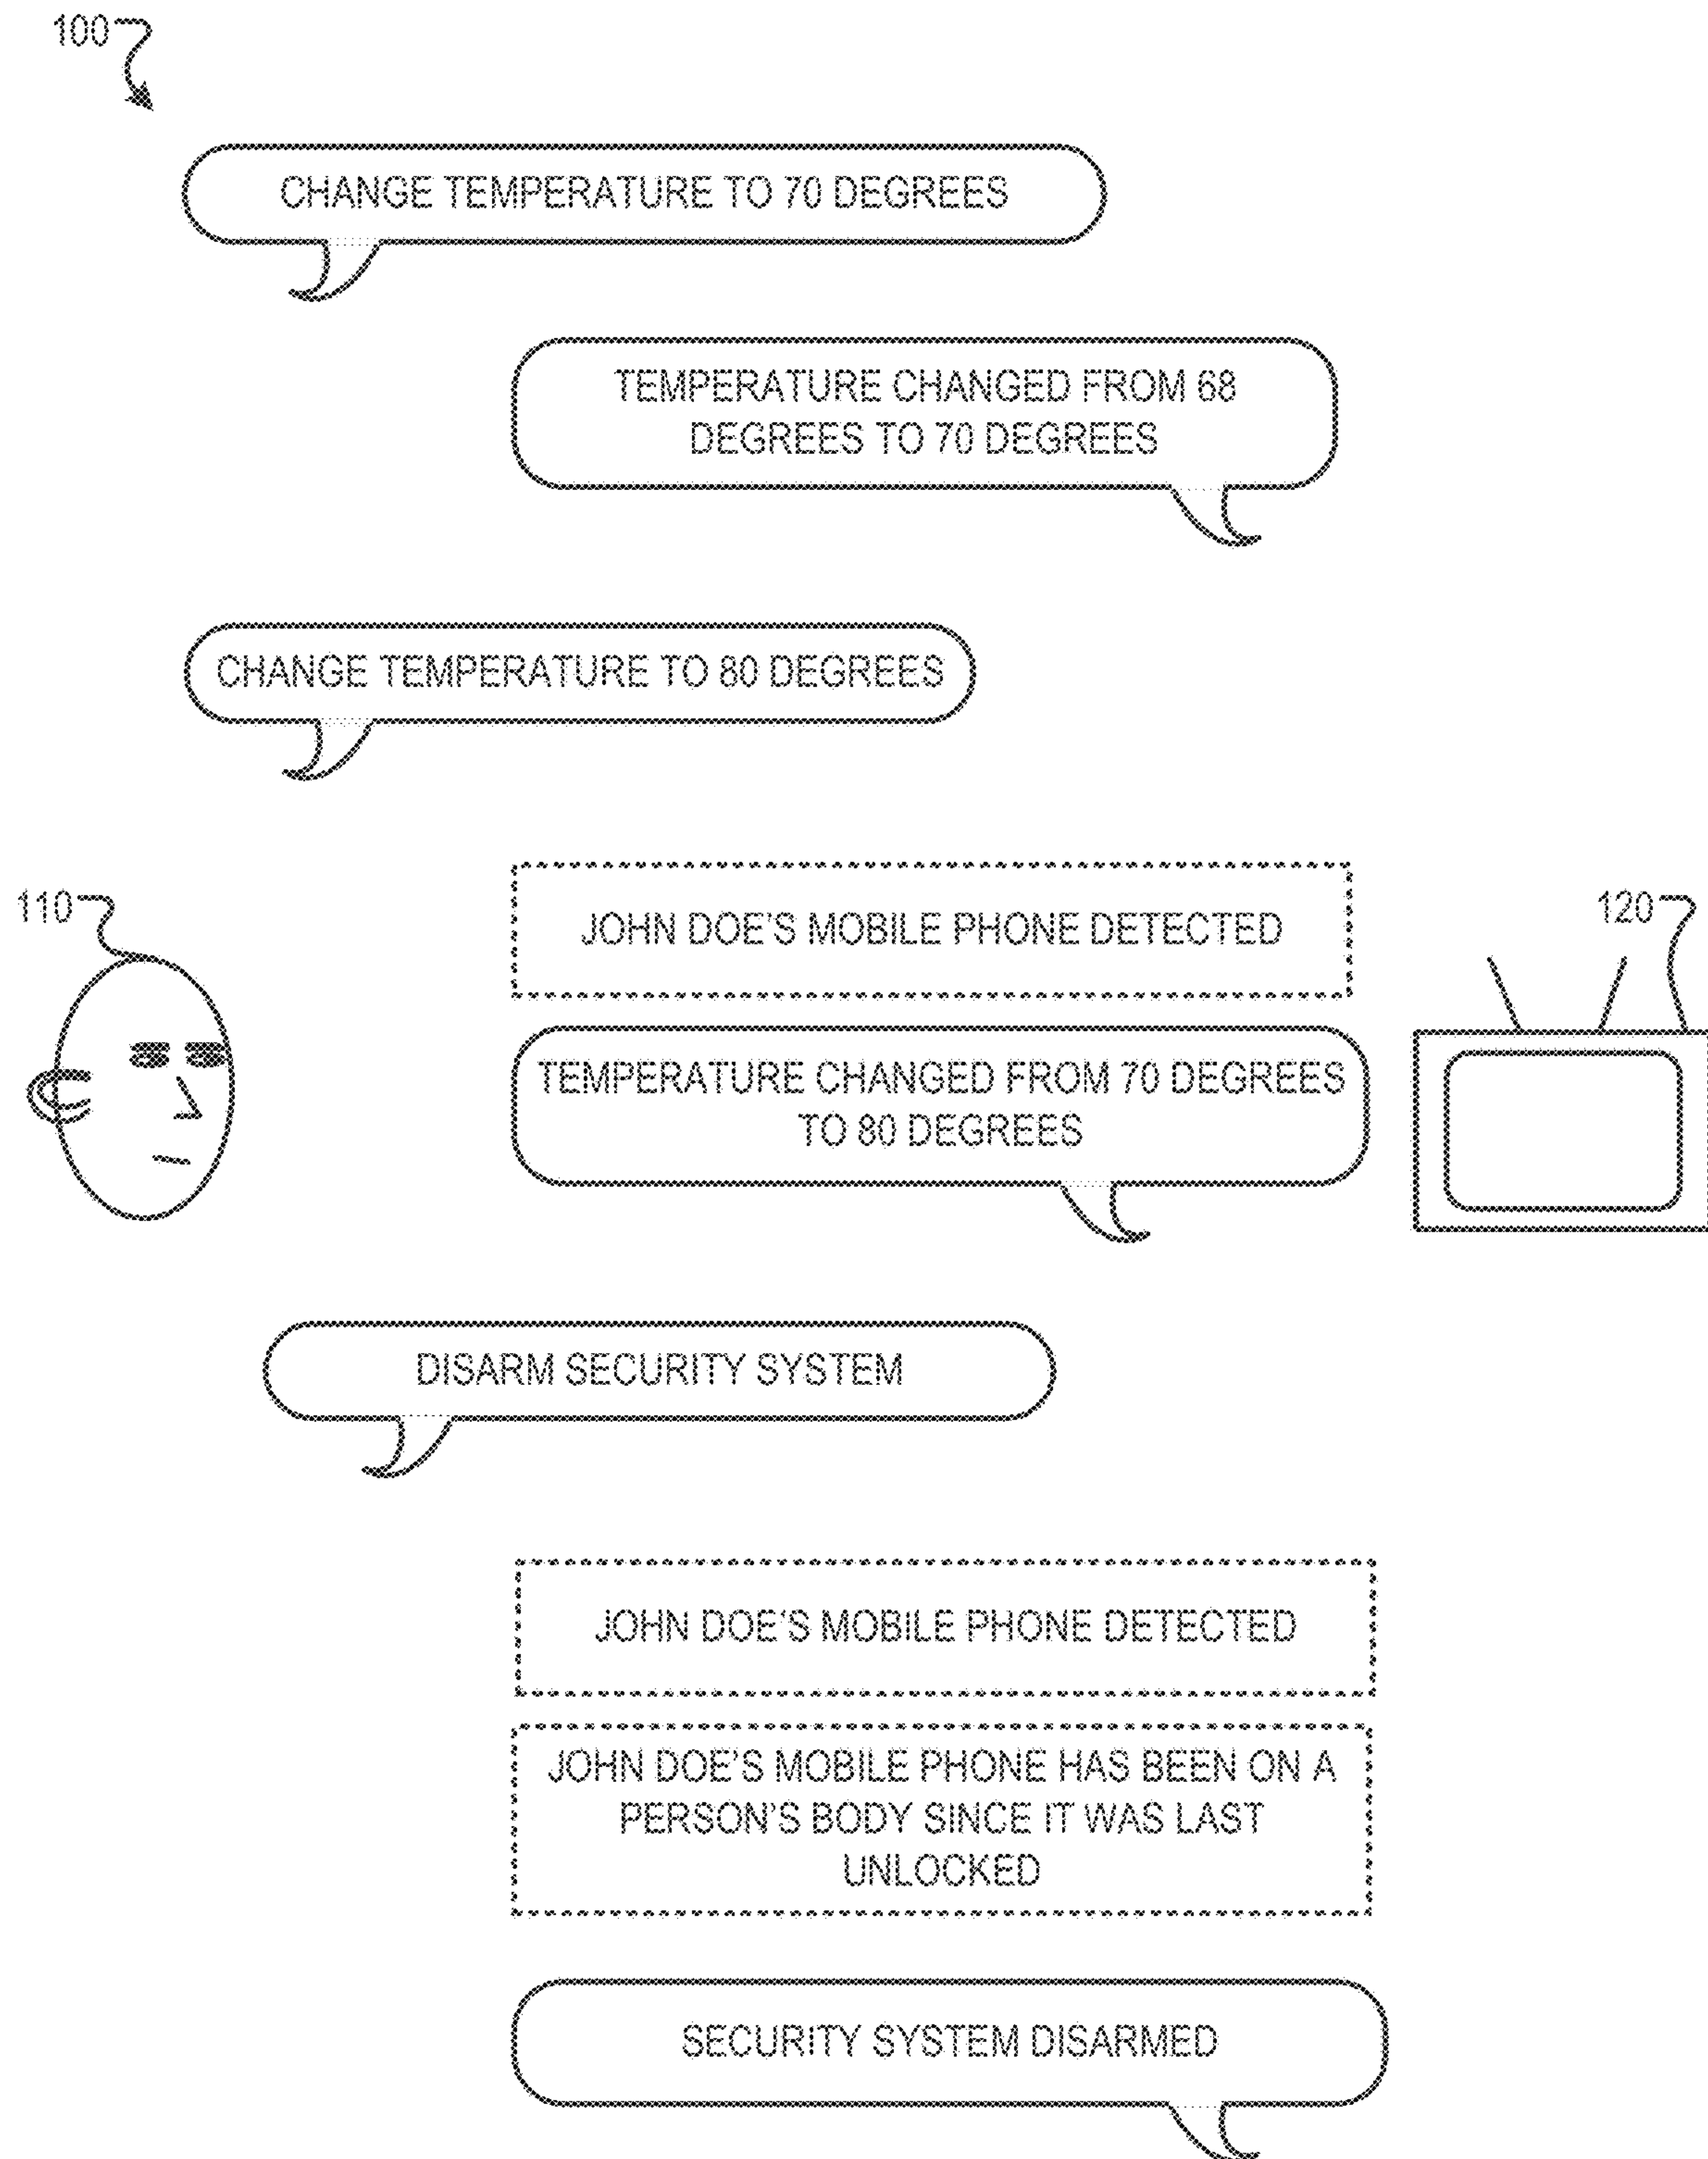 100
CHANGE TEMPERATURE TO 70 DEGREES
TEMPERATURE CHANGED FROM 68
DEGREES TO 70 DEGREES
CHANGE TEMPERATURE TO 80 DEGREES
110
JOHN DOE'S MOBILE PHONE DETECTED
120
TEMPERATURE CHANGED FROM 70 DEGREES
TO 80 DEGREES
DISARM SECURITY SYSTEM
JOHN DOE'S MOBILE PHONE DETECTED
JOHN DOE'S MOBILE PHONE HAS BEEN ON A
PERSON'S BODY SINCE IT WAS LAST
UNLOCKED
SECURITY SYSTEM DISARMED